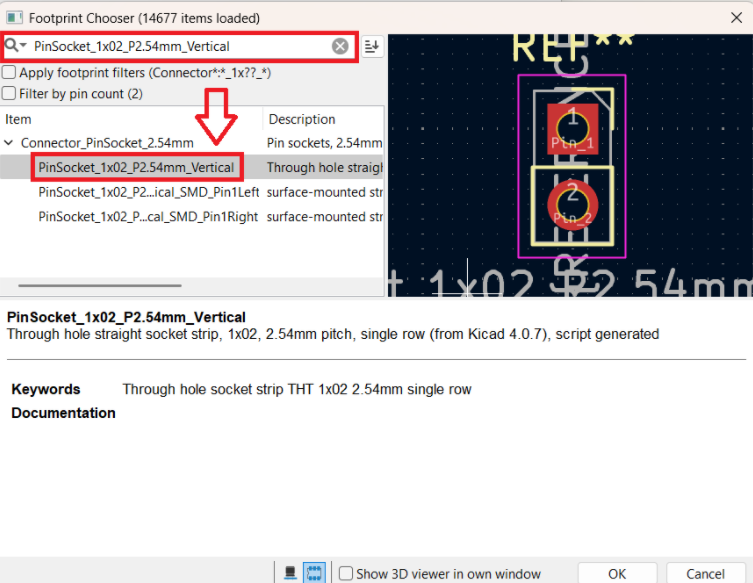 Footprint Chooser (14677 items loaded)
PinSocket_1x02_P2.54mm_Vertical
Apply footprint filters (Connector*:*_1x??_*)
Filter by pin count (2)
Item Description
Connector_PinSocket_2.54mm Pin sockets, 2.54mm
PinSocket_1x02_P2.54mm_Vertical Through hole straigh
PinSocket_1x02_P2...ical_SMD_Pin1Left surface-mounted str
PinSocket_1x02_P...cal_SMD_Pin1Right surface-mounted str
REF**
1
Pin_1
2
Pin_2
t 1x02 P2 54mm
PinSocket_1x02_P2.54mm_Vertical
Through hole straight socket strip, 1x02, 2.54mm pitch, single row (from Kicad 4.0.7), script generated
Keywords Through hole socket strip THT 1x02 2.54mm single row
Documentation
Show 3D viewer in own window
OK
Cancel